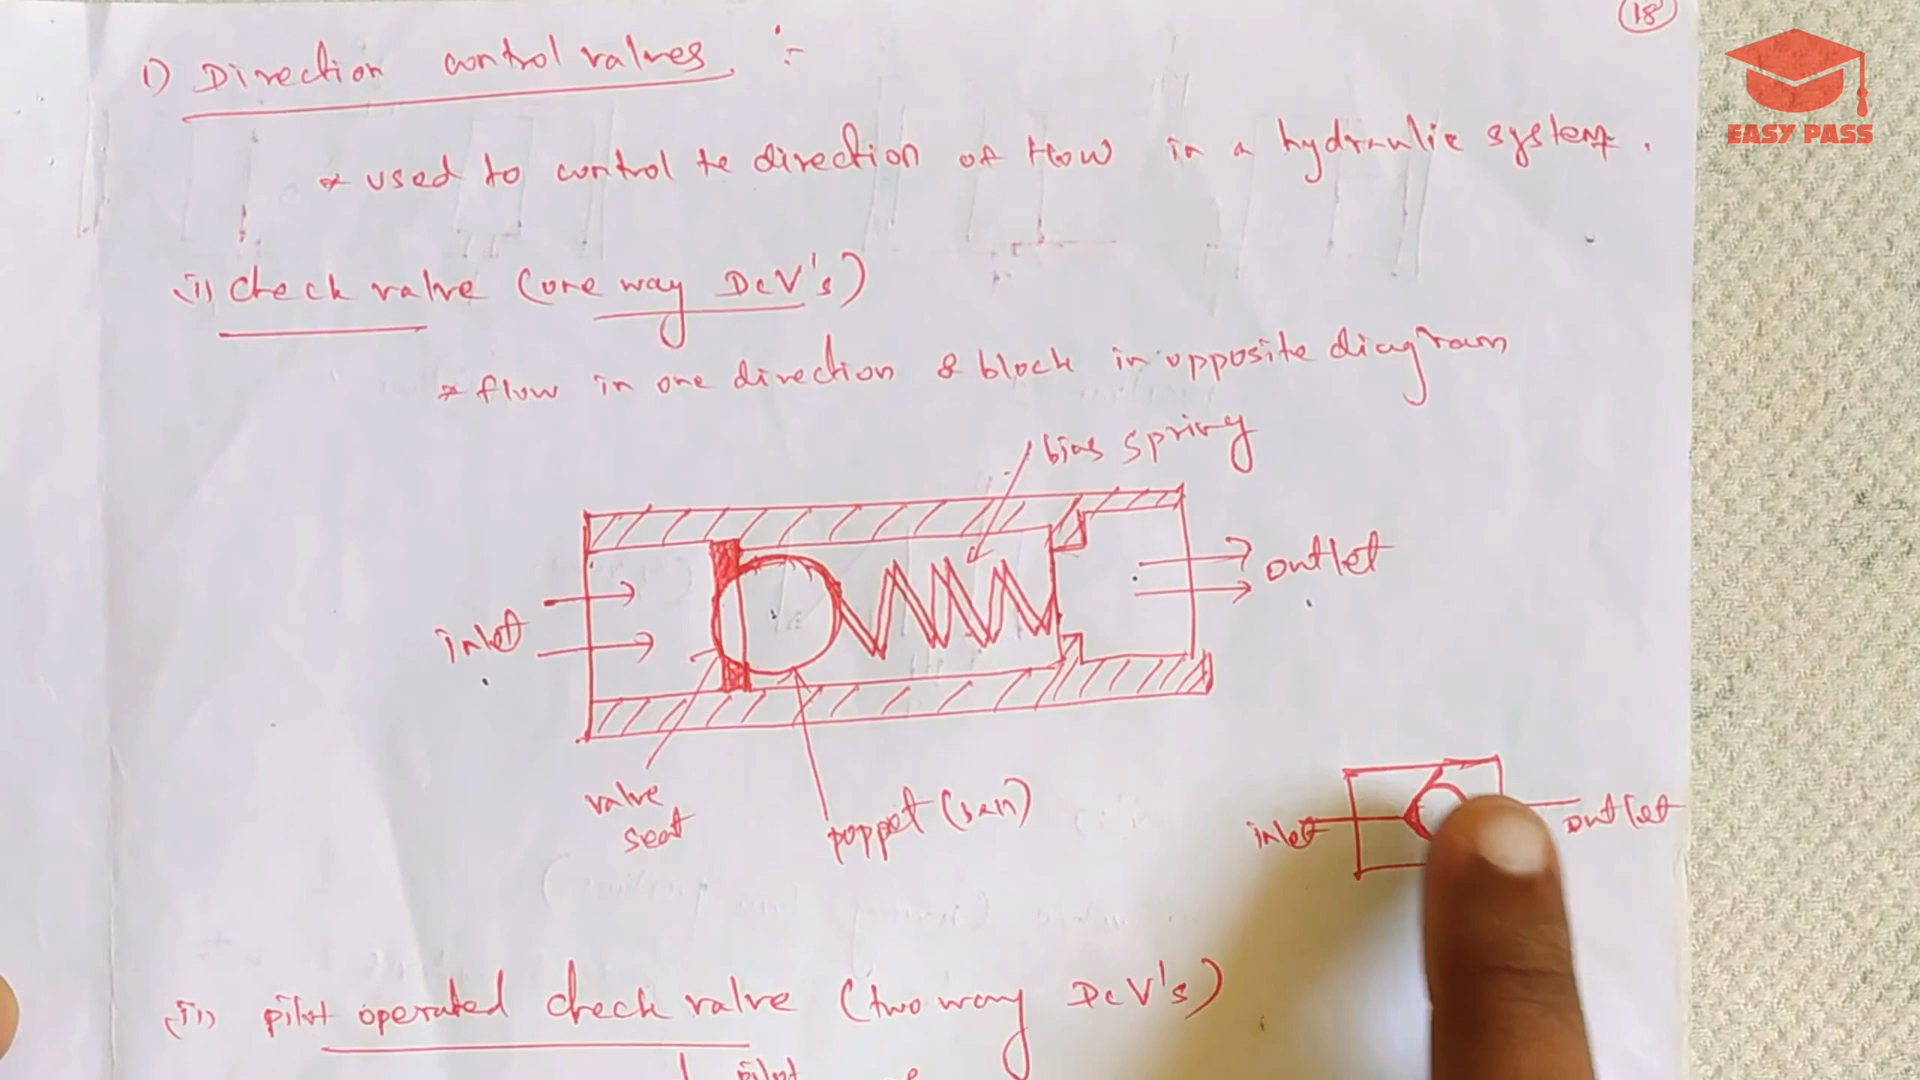 18
1) Direction control valves :-
* used to control te direction of flow in a hydraulic system.
EASY PASS
(i) check valve (one way DCV's)
* flow in one direction & block in opposite diagram
bias spring
outlet
inlet
valve
seat
poppet
inlet
outlet
(ii) pilot operated check valve (two way DCV's)
pilot